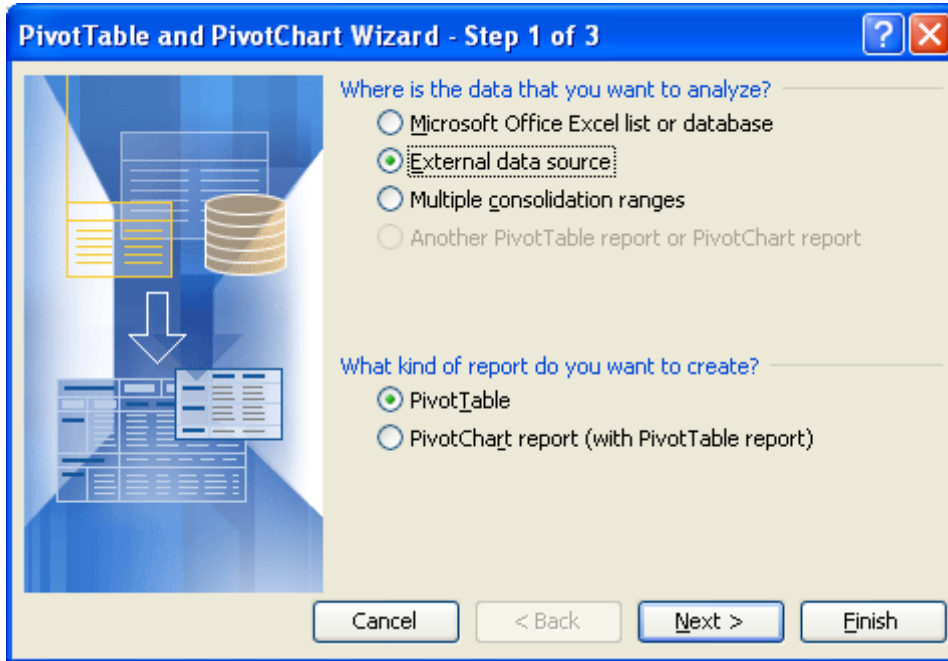 PivotTable and PivotChart Wizard - Step 1 of 3
Where is the data that you want to analyze?
Microsoft Office Excel list or database
External data source
Multiple consolidation ranges
Another PivotTable report or PivotChart report
What kind of report do you want to create?
PivotTable
PivotChart report (with PivotTable report)
Cancel < Back Next > Finish